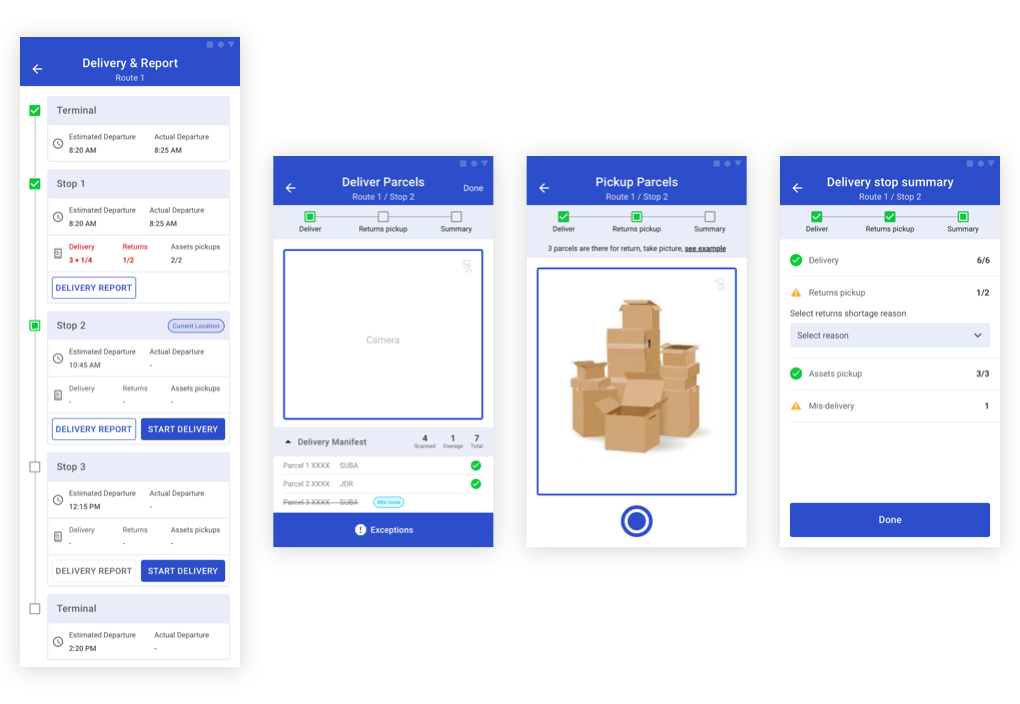 Delivery & Report
Route 1
Terminal
Estimated Departure Actual Departure
8:20 AM 8:25 AM
Stop 1
Estimated Departure Actual Departure
8:20 AM 8:25 AM
Delivery Returns Assets pickups
3 + 1/4 1/2 2/2
DELIVERY REPORT
Stop 2 Current Location
Estimated Departure Actual Departure
10:45 AM -
Delivery Returns Assets pickups
- - -
DELIVERY REPORT START DELIVERY
Stop 3
Estimated Departure Actual Departure
12:15 PM -
Delivery Returns Assets pickups
- - -
DELIVERY REPORT START DELIVERY
Terminal
Estimated Departure Actual Departure
2:20 PM -
Deliver Parcels
Done
Route 1 / Stop 2
Deliver Returns pickup Summary
Camera
Delivery Manifest 4 1 7
Scanned Overage Total
Parcel 1 XXXX SUBA
Parcel 2 XXXX JDR
Parcel 3 XXXX SUBA Mis route
Exceptions
Pickup Parcels
Route 1 / Stop 2
Deliver Returns pickup Summary
3 parcels are there for return, take picture, see example
1
Delivery stop summary
Route 1 / Stop 2
Deliver Returns pickup Summary
Delivery 6/6
Returns pickup 1/2
Select returns shortage reason
Select reason
Assets pickup 3/3
Mis-delivery 1
Done